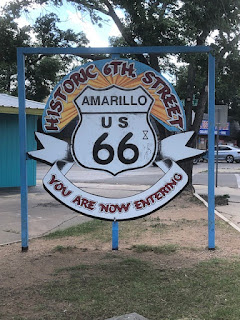 HISTORIC 6TH. STREET
AMARILLO
US
66
YOU ARE NOW ENTERING